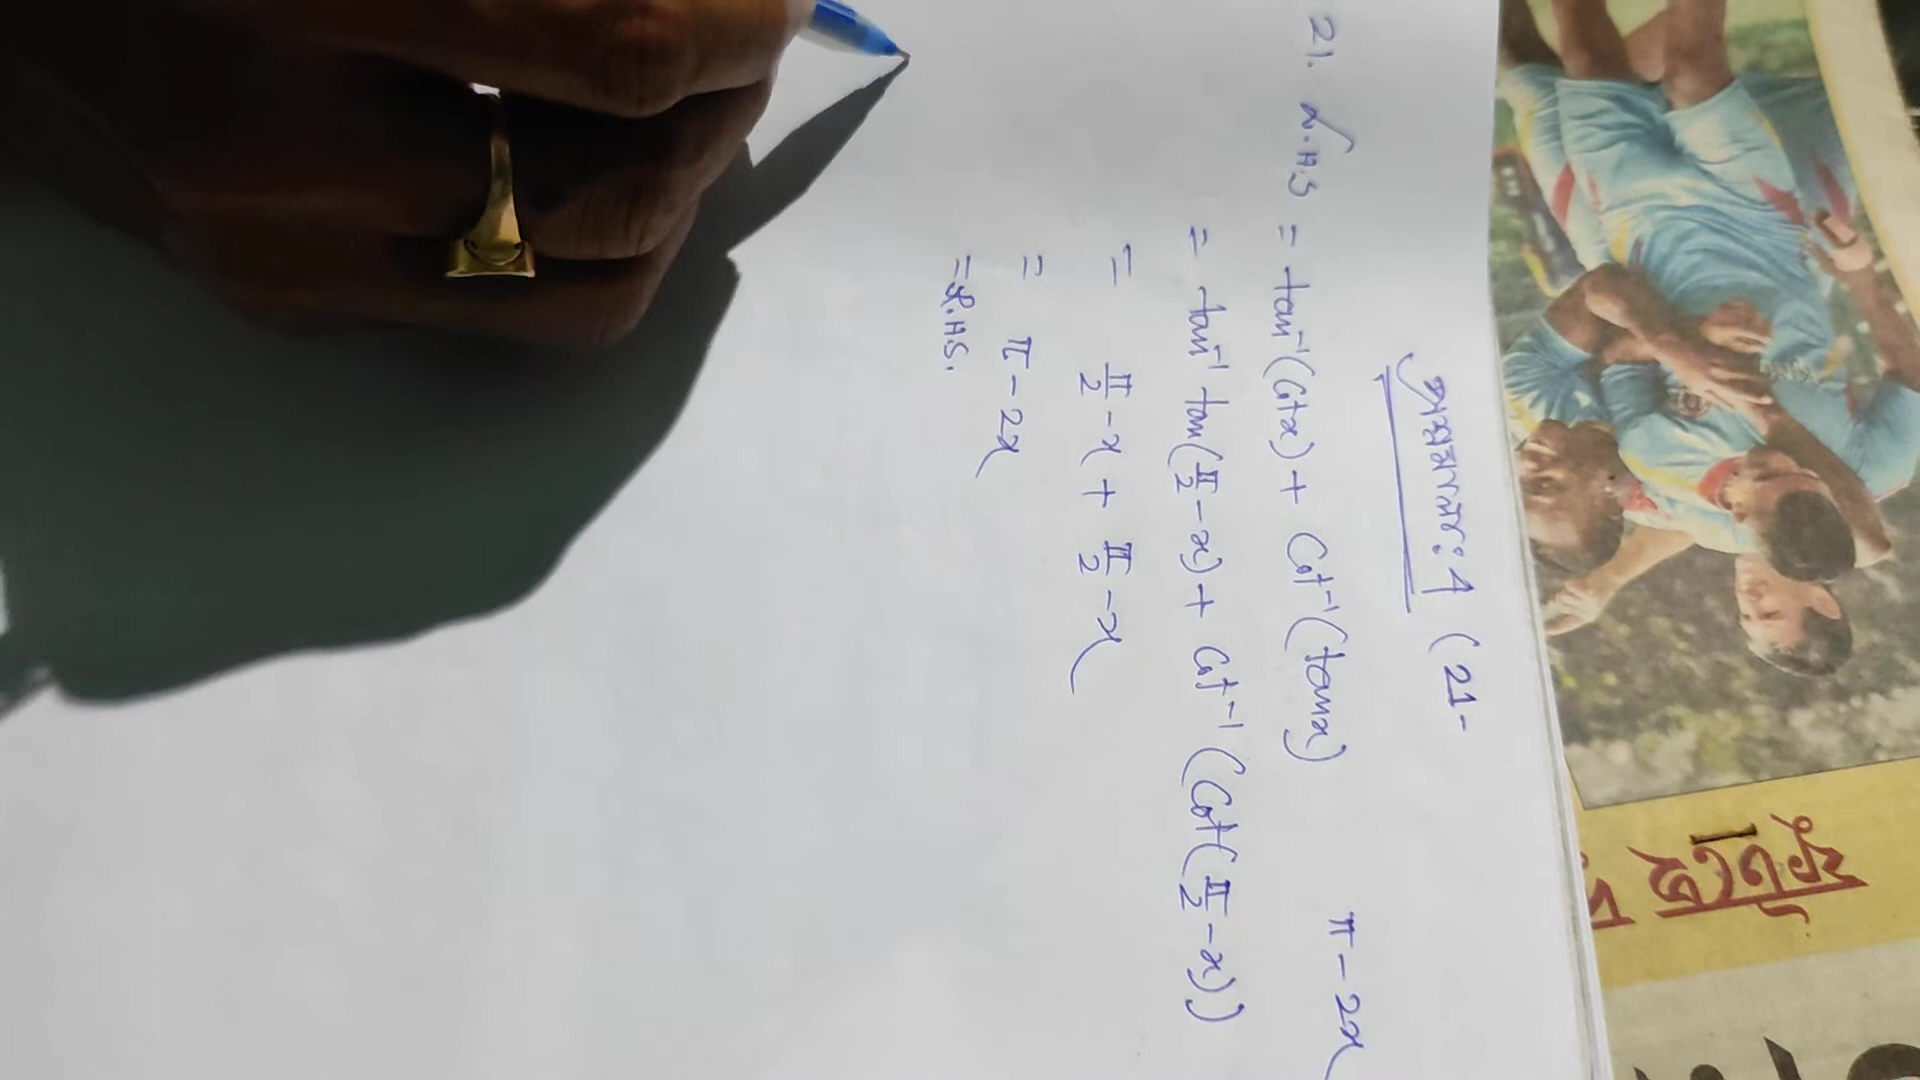 প্রশ্নমালা: 4 (21-
21. L.H.S = tan⁻¹(Cotx) + Cot⁻¹(tanx) π - 2x
= tan⁻¹ tan(π/2 - x) + Cot⁻¹(Cot(π/2 - x))
= π/2 - x + π/2 - x
= π - 2x
= R.H.S.